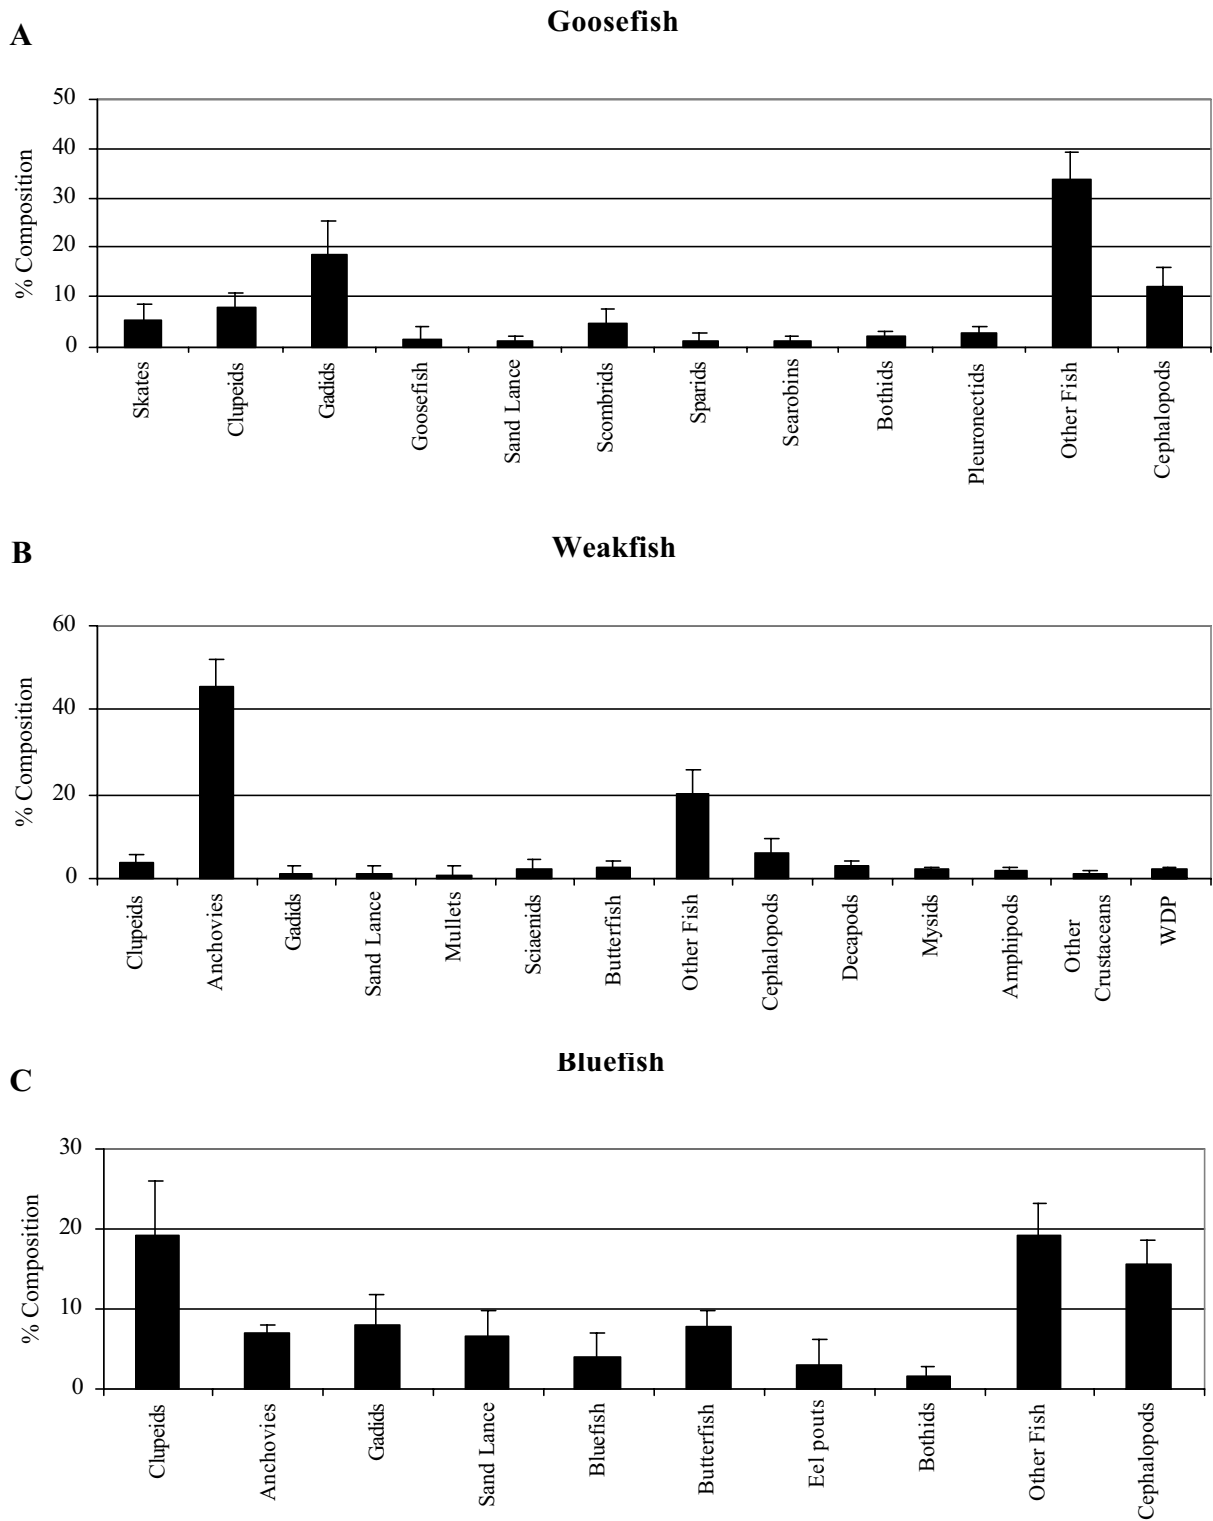 A
Goosefish
% Composition
50
40
30
20
10
0
Skates
Clupeids
Gadids
Goosefish
Sand Lance
Scombrids
Sparids
Searobins
Bothids
Pleuronectids
Other Fish
Cephalopods
B
Weakfish
% Composition
60
40
20
0
Clupeids
Anchovies
Gadids
Sand Lance
Mullets
Sciaenids
Butterfish
Other Fish
Cephalopods
Decapods
Mysids
Amphipods
Other
Crustaceans
WDP
C
Bluefish
% Composition
30
20
10
0
Clupeids
Anchovies
Gadids
Sand Lance
Bluefish
Butterfish
Eel pouts
Bothids
Other Fish
Cephalopods